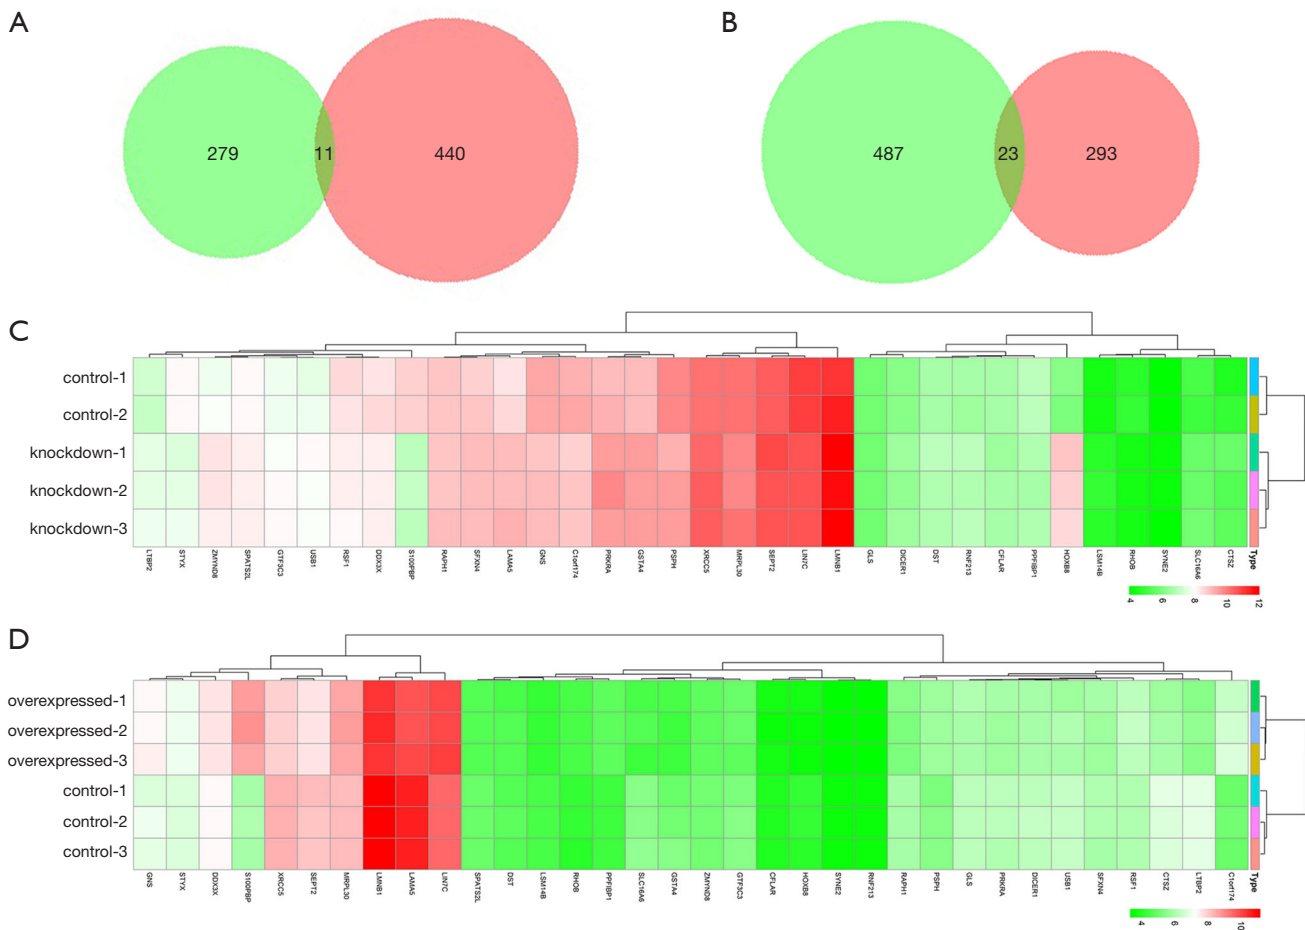 A
B
279
11
440
487
23
293
C
control-1
control-2
knockdown-1
knockdown-2
knockdown-3
LTBP2
STYX
ZMYND8
SPATS2L
GTF3C3
USB1
RSF1
DDX3X
S100PBP
RAPH1
SFXN4
LAMA5
GNS
C1orf174
PRKRA
GSTA4
PSPH
XRCC5
MRPL30
SEPT2
LIN7C
LMNB1
GLS
DICER1
DST
RNF213
CFLAR
PPFIBP1
HOXB8
LSM14B
RHOB
SYNE2
SLC16A6
CTSZ
Type
4 6 8 10 12
D
overexpressed-1
overexpressed-2
overexpressed-3
control-1
control-2
control-3
GNS
STYX
DDX3X
S100PBP
XRCC5
SEPT2
MRPL30
LMNB1
LAMA5
LIN7C
SPATS2L
DST
LSM14B
RHOB
PPFIBP1
SLC16A6
GSTA4
ZMYND8
GTF3C3
CFLAR
HOXB8
SYNE2
RNF213
RAPH1
PSPH
GLS
PRKRA
DICER1
USB1
SFXN4
RSF1
CTSZ
LTBP2
C1orf174
Type
4 6 8 10